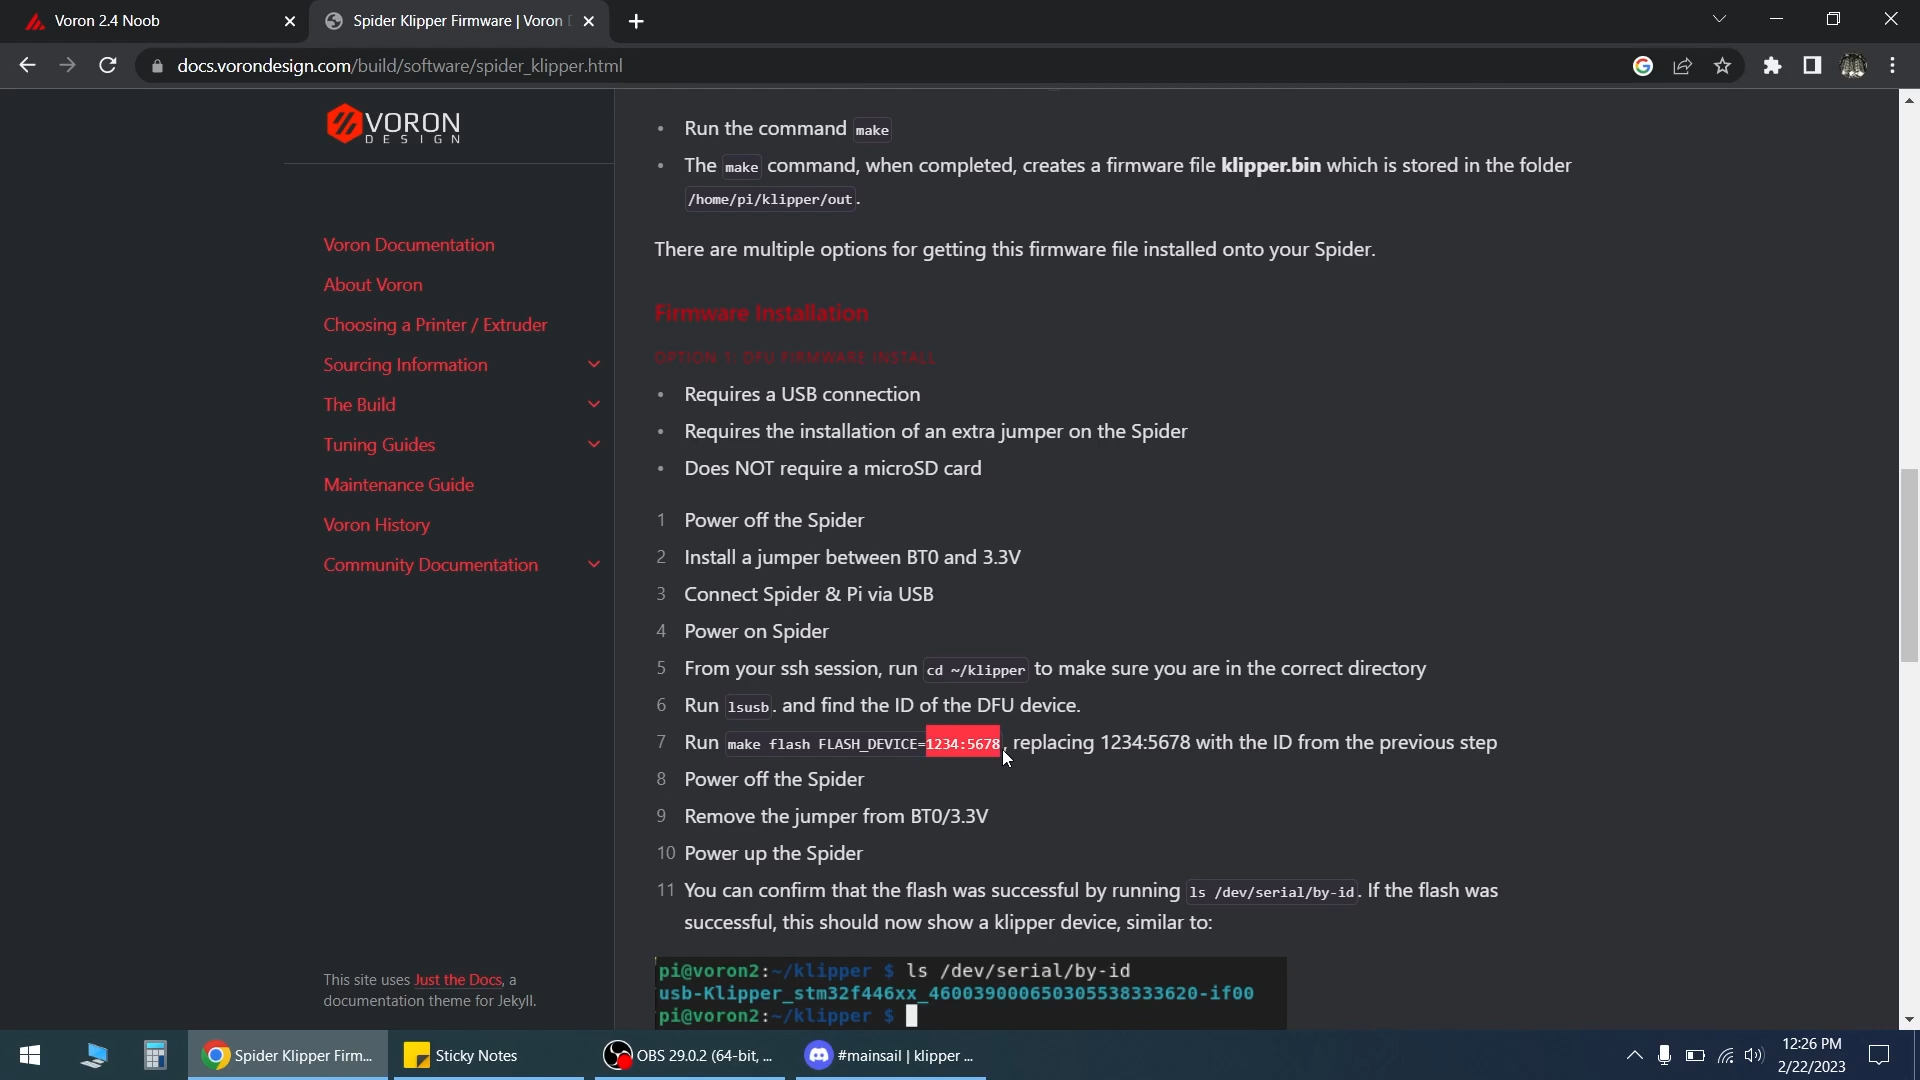 Voron 2.4 Noob
Spider Klipper Firmware | Voron D
docs.vorondesign.com/build/software/spider_klipper.html
VORON
DESIGN
Voron Documentation
About Voron
Choosing a Printer / Extruder
Sourcing Information
The Build
Tuning Guides
Maintenance Guide
Voron History
Community Documentation
This site uses Just the Docs, a
documentation theme for Jekyll.
• Run the command make
• The make command, when completed, creates a firmware file klipper.bin which is stored in the folder
/home/pi/klipper/out.
There are multiple options for getting this firmware file installed onto your Spider.
Firmware Installation
OPTION 1: DFU FIRMWARE INSTALL
• Requires a USB connection
• Requires the installation of an extra jumper on the Spider
• Does NOT require a microSD card
1 Power off the Spider
2 Install a jumper between BT0 and 3.3V
3 Connect Spider & Pi via USB
4 Power on Spider
5 From your ssh session, run cd ~/klipper to make sure you are in the correct directory
6 Run lsusb. and find the ID of the DFU device.
7 Run make flash FLASH_DEVICE=1234:5678, replacing 1234:5678 with the ID from the previous step
8 Power off the Spider
9 Remove the jumper from BT0/3.3V
10 Power up the Spider
11 You can confirm that the flash was successful by running ls /dev/serial/by-id. If the flash was
successful, this should now show a klipper device, similar to:
pi@voron2:~/klipper $ ls /dev/serial/by-id
usb-Klipper_stm32f446xx_460039000650305538333620-if00
pi@voron2:~/klipper $
Spider Klipper Firm...
Sticky Notes
OBS 29.0.2 (64-bit, ...
#mainsail | klipper ...
12:26 PM
2/22/2023